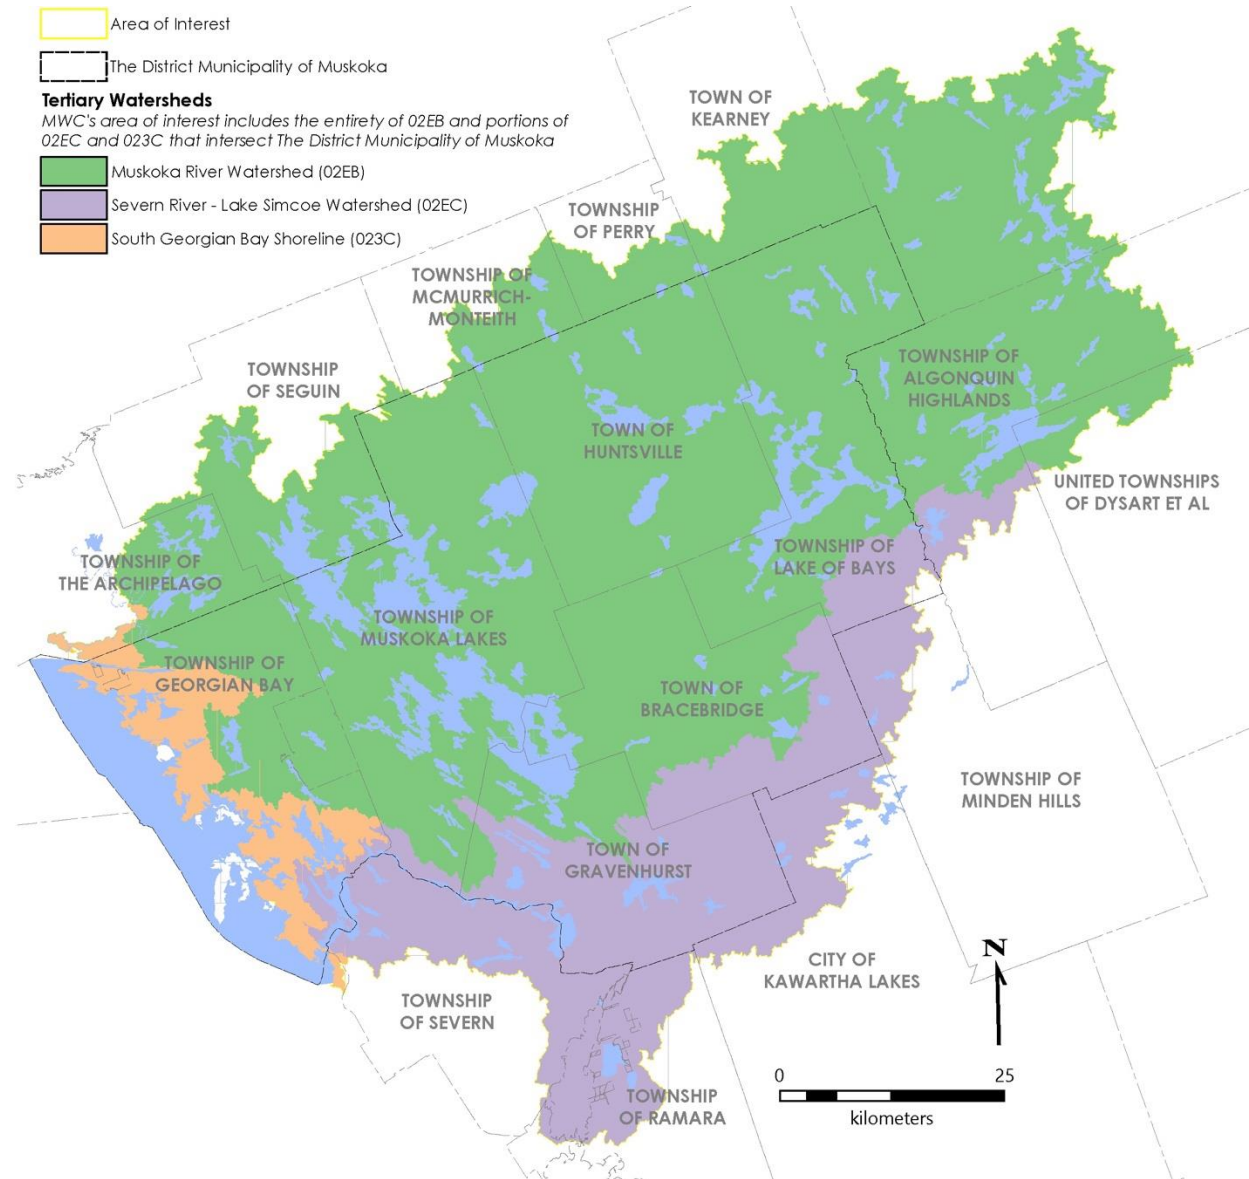 Area of Interest
The District Municipality of Muskoka
Tertiary Watersheds
MWC's area of interest includes the entirety of 02EB and portions of
02EC and 023C that intersect The District Municipality of Muskoka
Muskoka River Watershed (02EB)
Severn River - Lake Simcoe Watershed (02EC)
South Georgian Bay Shoreline (023C)
TOWN OF
KEARNEY
TOWNSHIP
OF PERRY
TOWNSHIP OF
MCMURRICH-
MONTEITH
TOWNSHIP
OF SEGUIN
TOWNSHIP OF
ALGONQUIN
HIGHLANDS
TOWN OF
HUNTSVILLE
UNITED TOWNSHIPS
OF DYSART ET AL
TOWNSHIP OF
THE ARCHIPELAGO
TOWNSHIP OF
LAKE OF BAYS
TOWNSHIP OF
MUSKOKA LAKES
TOWNSHIP OF
GEORGIAN BAY
TOWN OF
BRACEBRIDGE
TOWNSHIP OF
MINDEN HILLS
TOWN OF
GRAVENHURST
CITY OF
KAWARTHA LAKES
TOWNSHIP
OF SEVERN
TOWNSHIP
OF RAMARA
N
0 25
kilometers